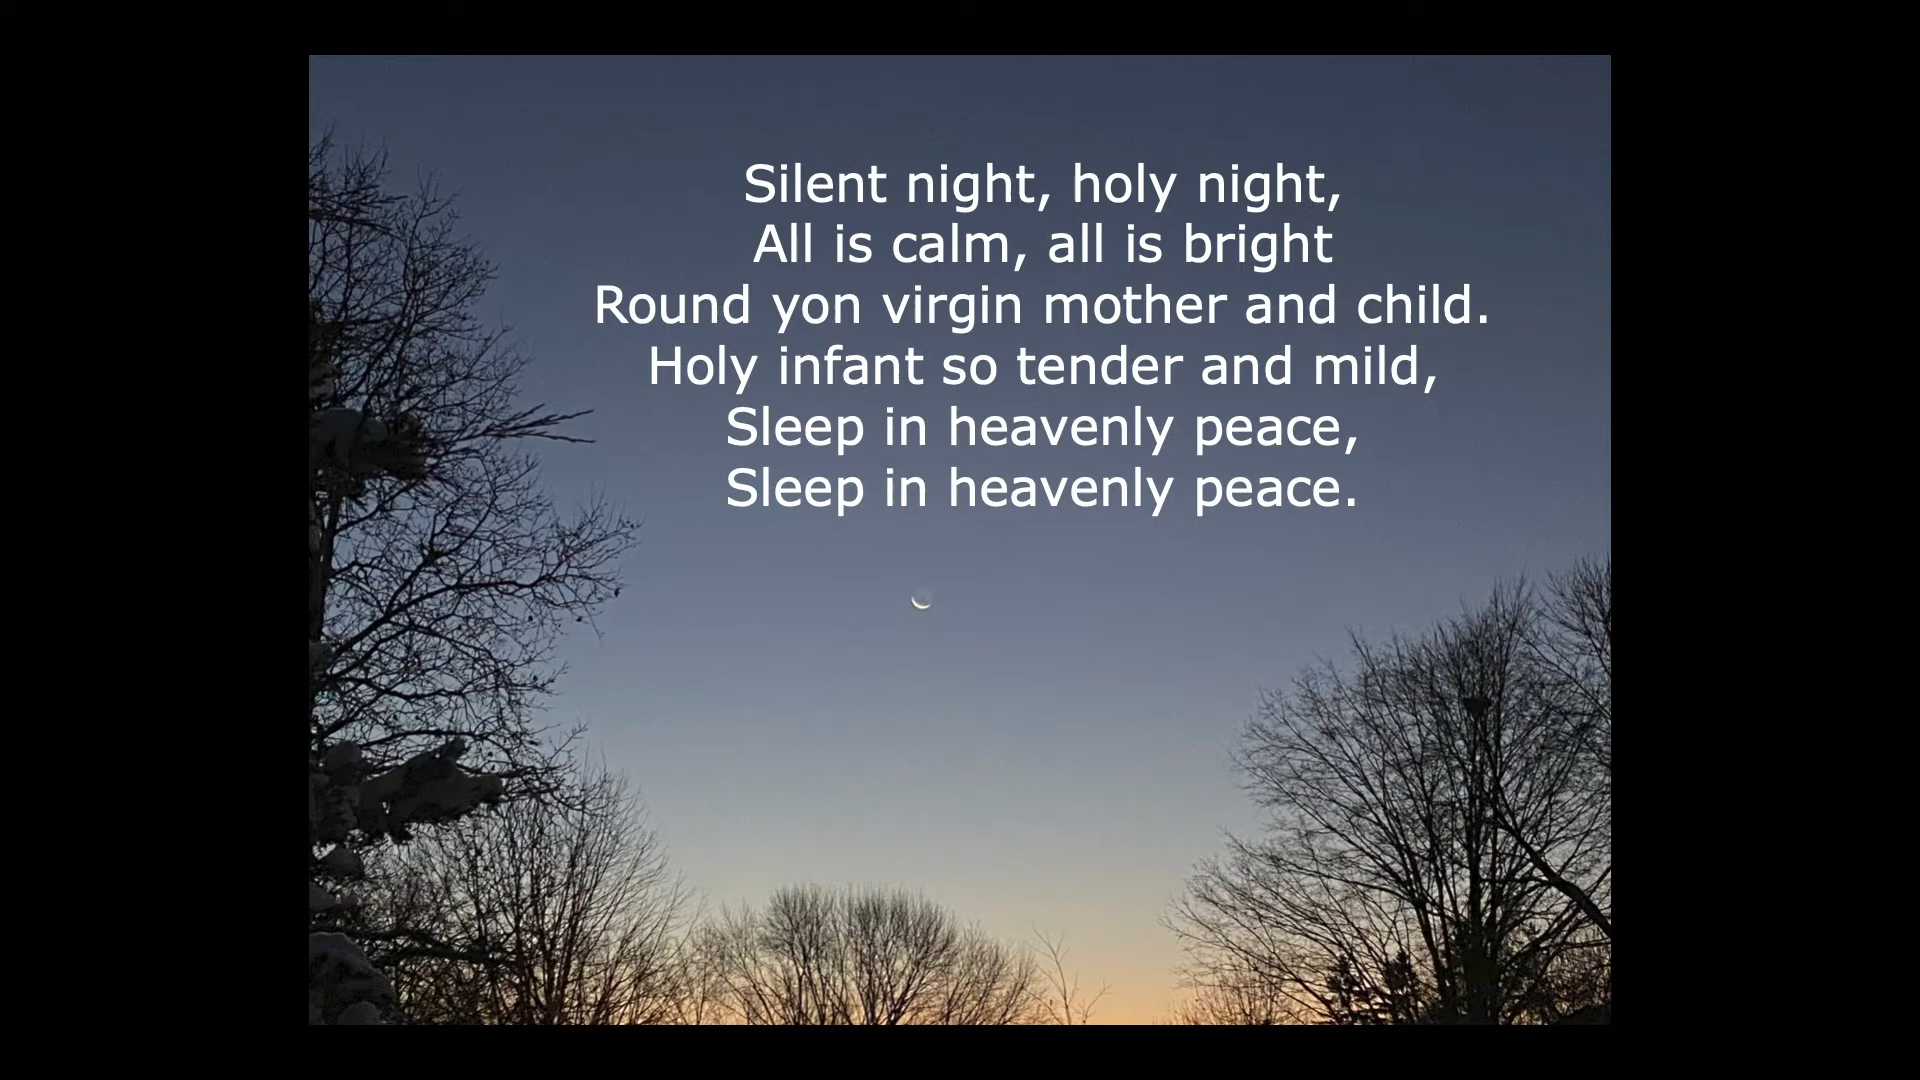 Silent night, holy night,
All is calm, all is bright
Round yon virgin mother and child.
Holy infant so tender and mild,
Sleep in heavenly peace,
Sleep in heavenly peace.